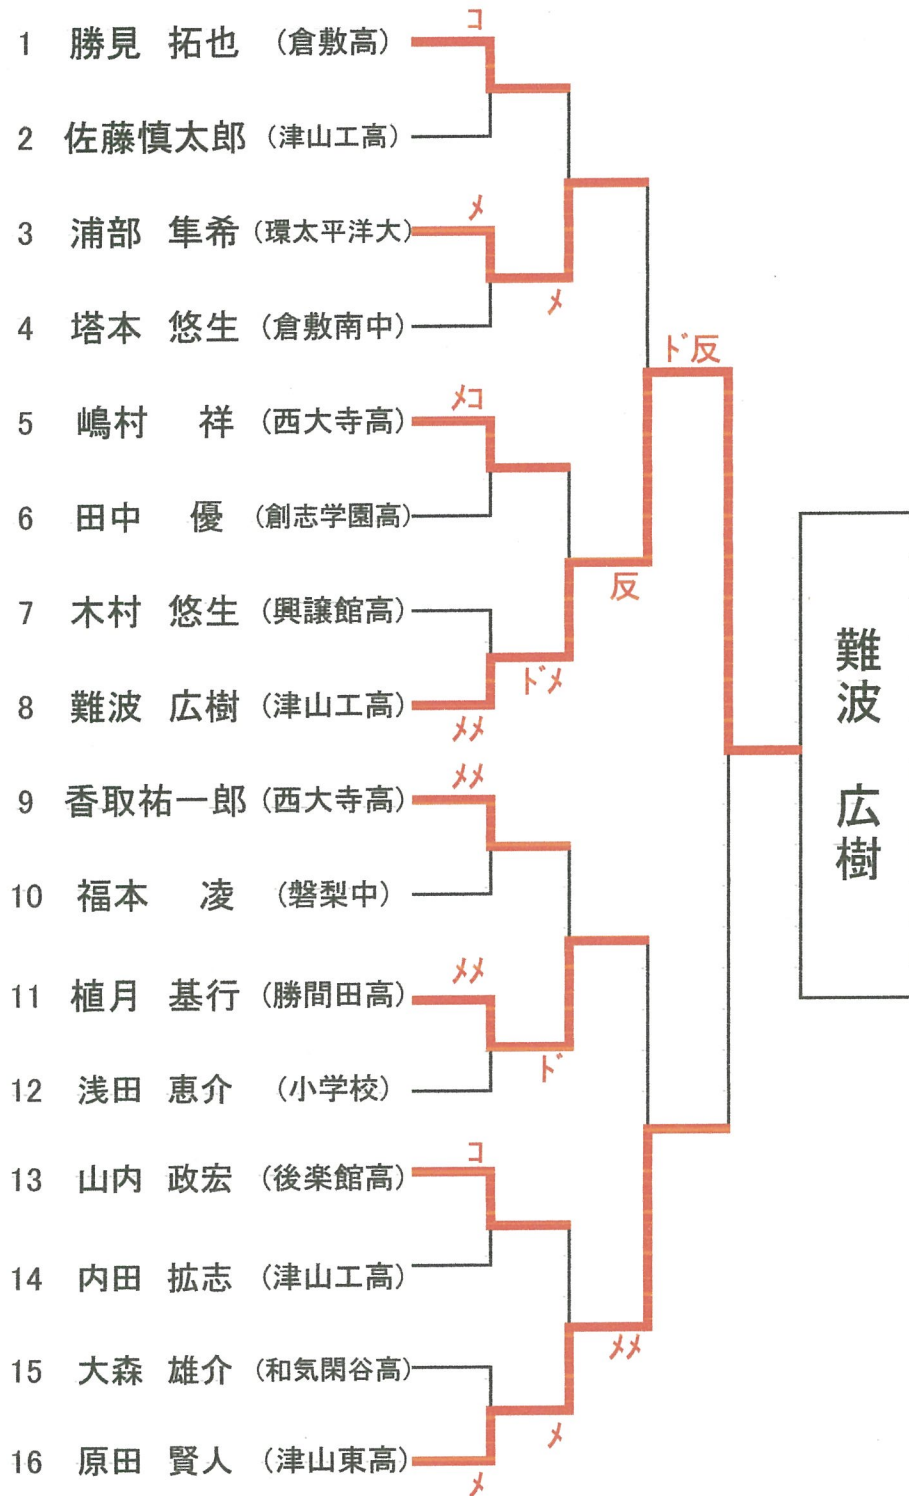 コ
1 勝見 拓也 (倉敷高)
2 佐藤慎太郎 (津山工高)
メ
3 浦部 隼希 (環太平洋大)
メ
4 塔本 悠生 (倉敷南中)
ド反
メコ
5 嶋村 祥 (西大寺高)
6 田中 優 (創志学園高)
反
7 木村 悠生 (興譲館高)
ドメ
8 難波 広樹 (津山工高)
メメ
難波 広樹
メメ
9 香取祐一郎 (西大寺高)
10 福本 凌 (磐梨中)
メメ
11 植月 基行 (勝間田高)
ド
12 浅田 恵介 (小学校)
コ
13 山内 政宏 (後楽館高)
14 内田 拡志 (津山工高)
メメ
15 大森 雄介 (和気閑谷高)
メ
16 原田 賢人 (津山東高)
メ